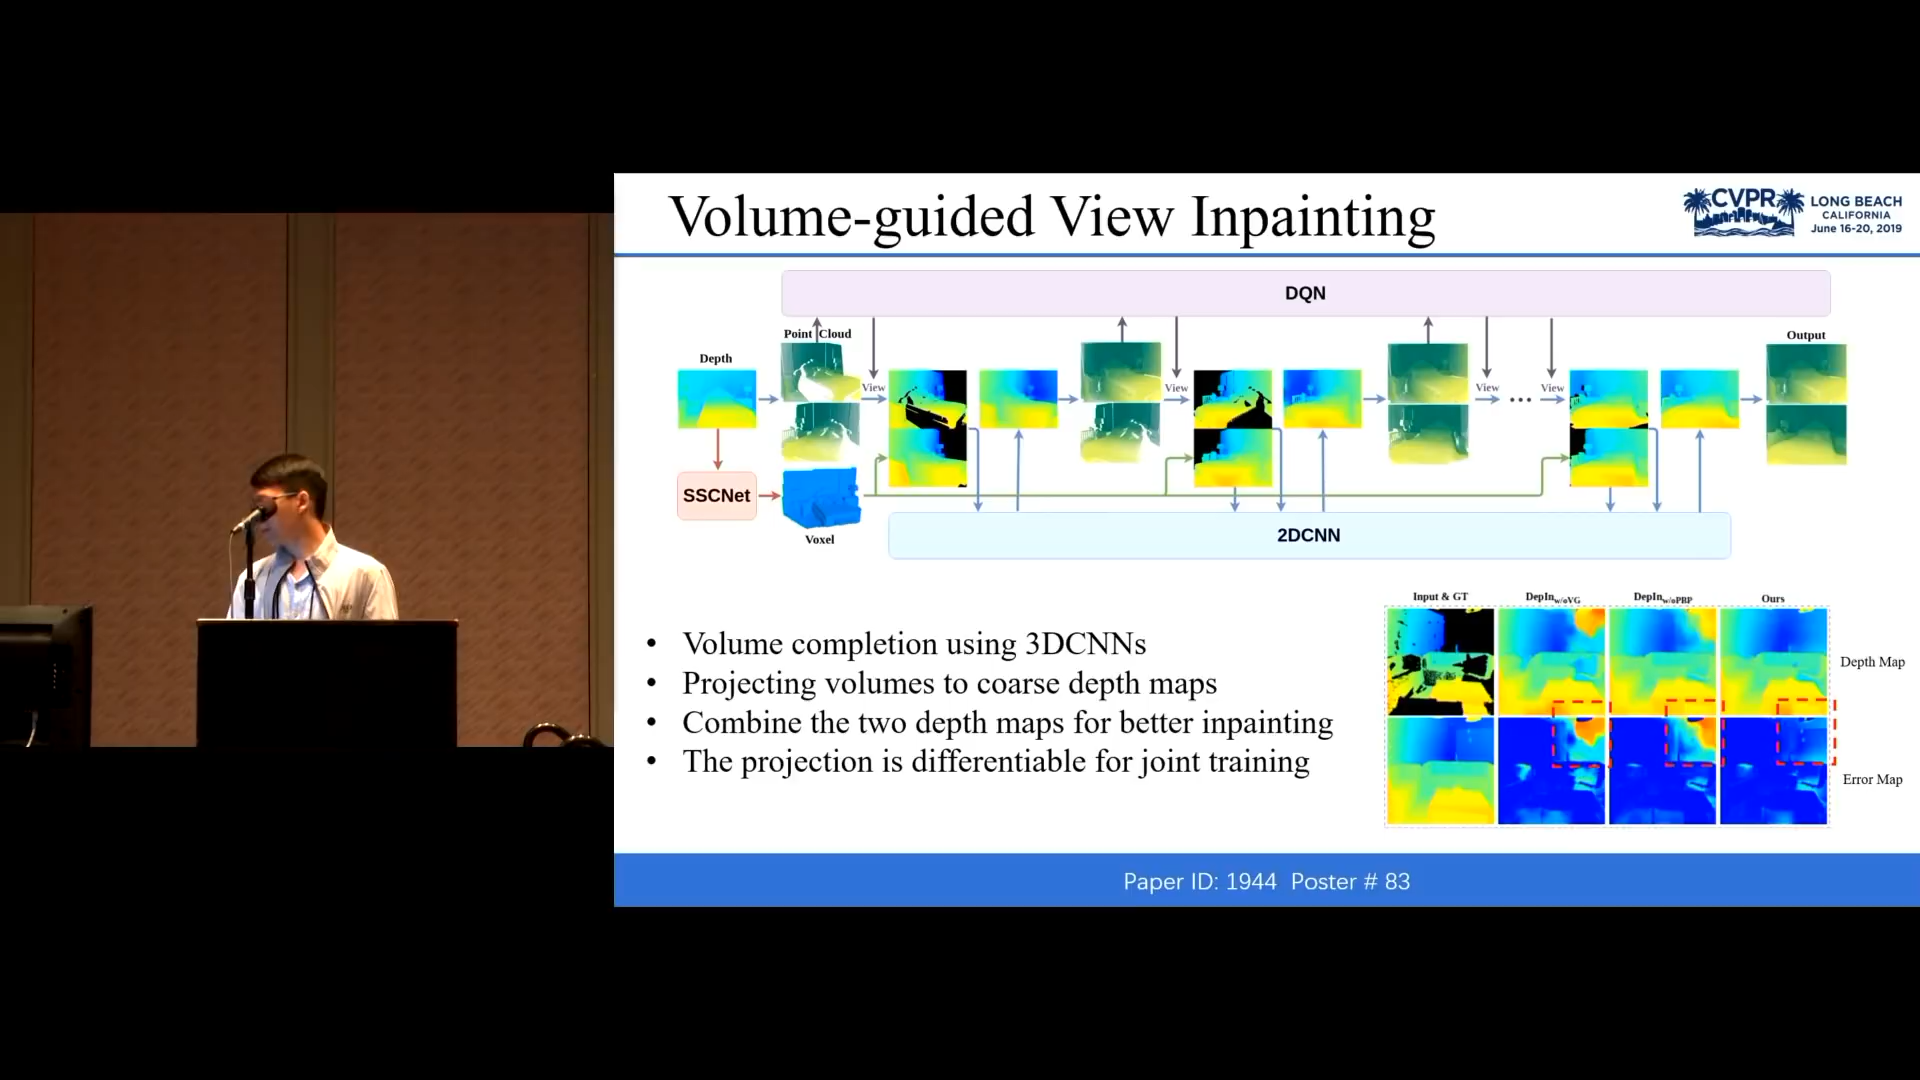 Volume-guided View Inpainting
CVPR
LONG BEACH
CALIFORNIA
June 16-20, 2019
DQN
Point Cloud
Depth
View
View
View
View
Output
SSCNet
Voxel
2DCNN
• Volume completion using 3DCNNs
• Projecting volumes to coarse depth maps
• Combine the two depth maps for better inpainting
• The projection is differentiable for joint training
Input & GT
DepIn w/oVG
DepIn w/oPBP
Ours
Depth Map
Error Map
Paper ID: 1944 Poster # 83